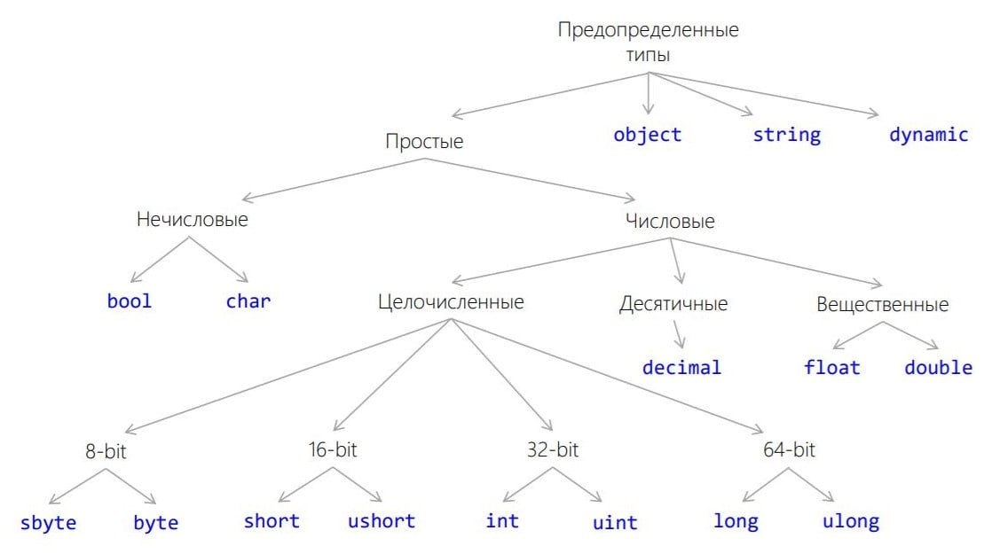 Предопределенные
типы
object
string
dynamic
Простые
Нечисловые
Числовые
bool
char
Целочисленные
Десятичные
Вещественные
decimal
float
double
8-bit
16-bit
32-bit
64-bit
sbyte
byte
short
ushort
int
uint
long
ulong